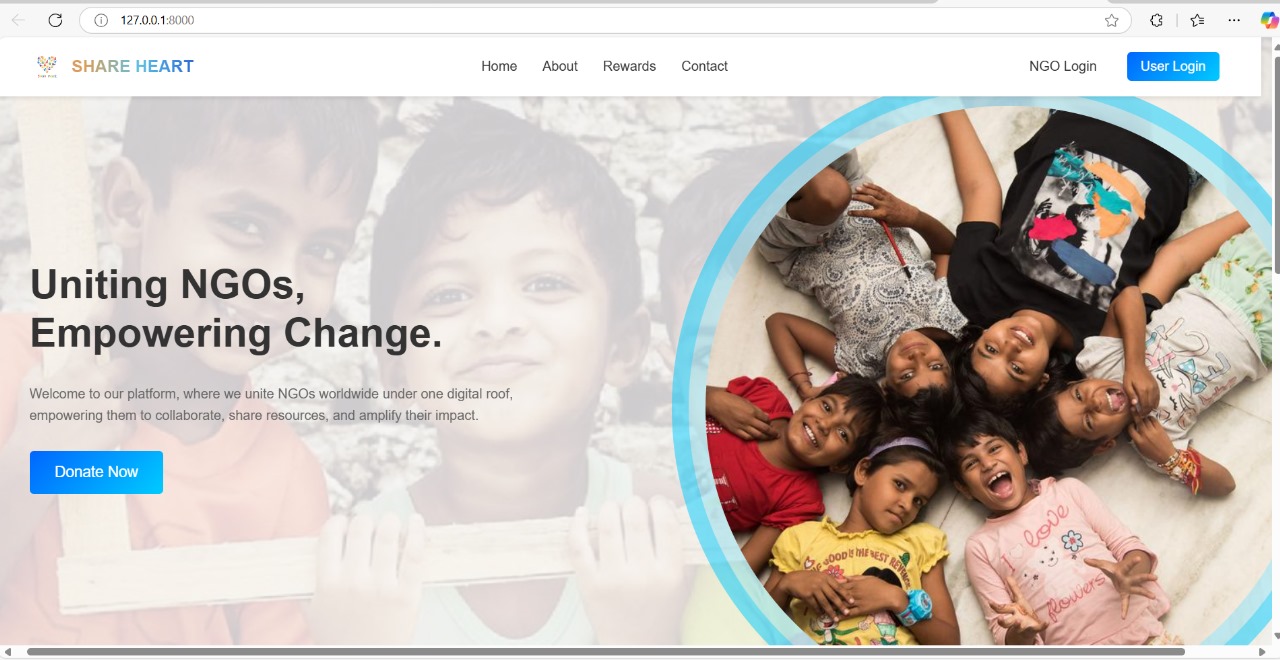 127.0.0.1:8000
SHARE HEART
Home About Rewards Contact
NGO Login User Login
Uniting NGOs,
Empowering Change.
Welcome to our platform, where we unite NGOs worldwide under one digital roof,
empowering them to collaborate, share resources, and amplify their impact.
Donate Now
I love
flowers